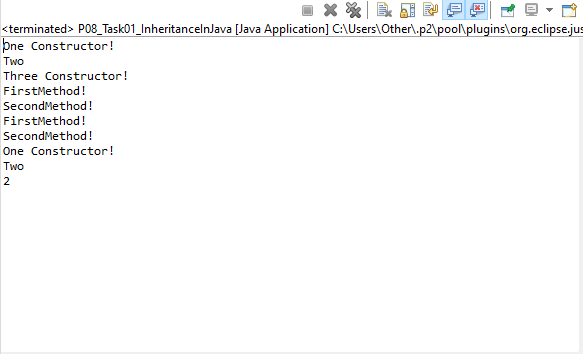 <terminated> P08_Task01_InheritanceInJava [Java Application] C:\Users\Other\.p2\pool\plugins\org.eclipse.jus
One Constructor!
Two
Three Constructor!
FirstMethod!
SecondMethod!
FirstMethod!
SecondMethod!
One Constructor!
Two
2